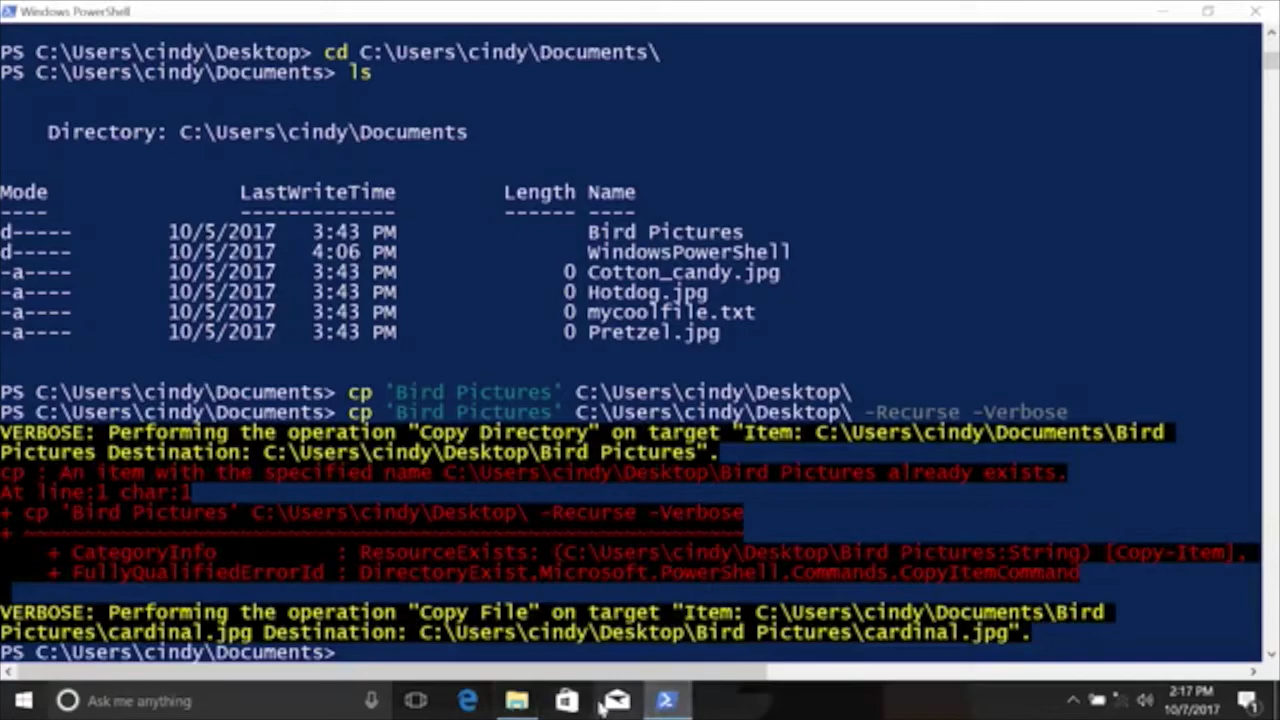 Windows PowerShell
PS C:\Users\cindy\Desktop> cd C:\Users\cindy\Documents\
PS C:\Users\cindy\Documents> ls
Directory: C:\Users\cindy\Documents
Mode LastWriteTime Length Name
---- ------------- ------ ----
d----- 10/5/2017 3:43 PM Bird Pictures
d----- 10/5/2017 4:06 PM WindowsPowerShell
-a---- 10/5/2017 3:43 PM 0 Cotton_candy.jpg
-a---- 10/5/2017 3:43 PM 0 Hotdog.jpg
-a---- 10/5/2017 3:43 PM 0 mycoolfile.txt
-a---- 10/5/2017 3:43 PM 0 Pretzel.jpg
PS C:\Users\cindy\Documents> cp 'Bird Pictures' C:\Users\cindy\Desktop\
PS C:\Users\cindy\Documents> cp 'Bird Pictures' C:\Users\cindy\Desktop\ -Recurse -Verbose
VERBOSE: Performing the operation "Copy Directory" on target "Item: C:\Users\cindy\Documents\Bird
Pictures Destination: C:\Users\cindy\Desktop\Bird Pictures".
cp : An item with the specified name C:\Users\cindy\Desktop\Bird Pictures already exists.
At line:1 char:1
+ cp 'Bird Pictures' C:\Users\cindy\Desktop\ -Recurse -Verbose
+ ~~~~~~~~~~~~~~~~~~~~~~~~~~~~~~~~~~~~~~~~~~~~~~~~~~~~~~~~~~~~
+ CategoryInfo : ResourceExists: (C:\Users\cindy\Desktop\Bird Pictures:String) [Copy-Item],
+ FullyQualifiedErrorId : DirectoryExist,Microsoft.PowerShell.Commands.CopyItemCommand
VERBOSE: Performing the operation "Copy File" on target "Item: C:\Users\cindy\Documents\Bird
Pictures\cardinal.jpg Destination: C:\Users\cindy\Desktop\Bird Pictures\cardinal.jpg".
PS C:\Users\cindy\Documents>
Ask me anything
2:17 PM
10/7/2017
1